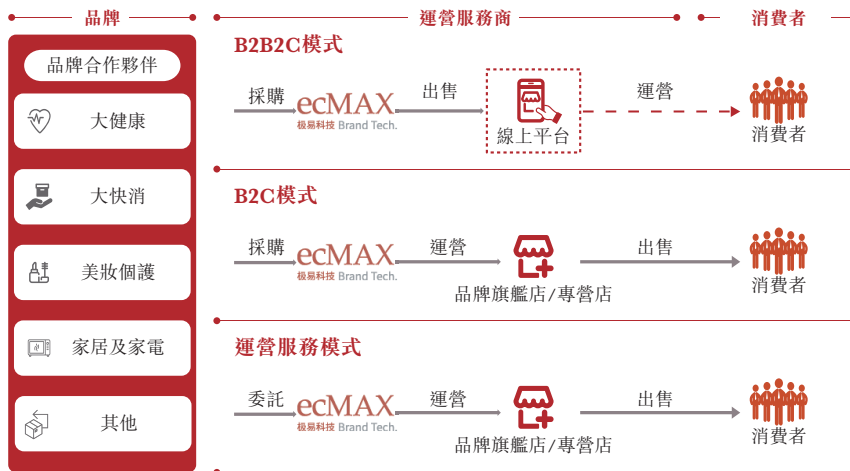 品牌
運營服務商
消費者
品牌合作夥伴
大健康
大快消
美妝個護
家居及家電
其他
B2B2C模式
採購
ecMAX
极易科技 Brand Tech.
出售
線上平台
運營
消費者
B2C模式
採購
ecMAX
极易科技 Brand Tech.
運營
品牌旗艦店/專營店
出售
消費者
運營服務模式
委託
ecMAX
极易科技 Brand Tech.
運營
品牌旗艦店/專營店
出售
消費者